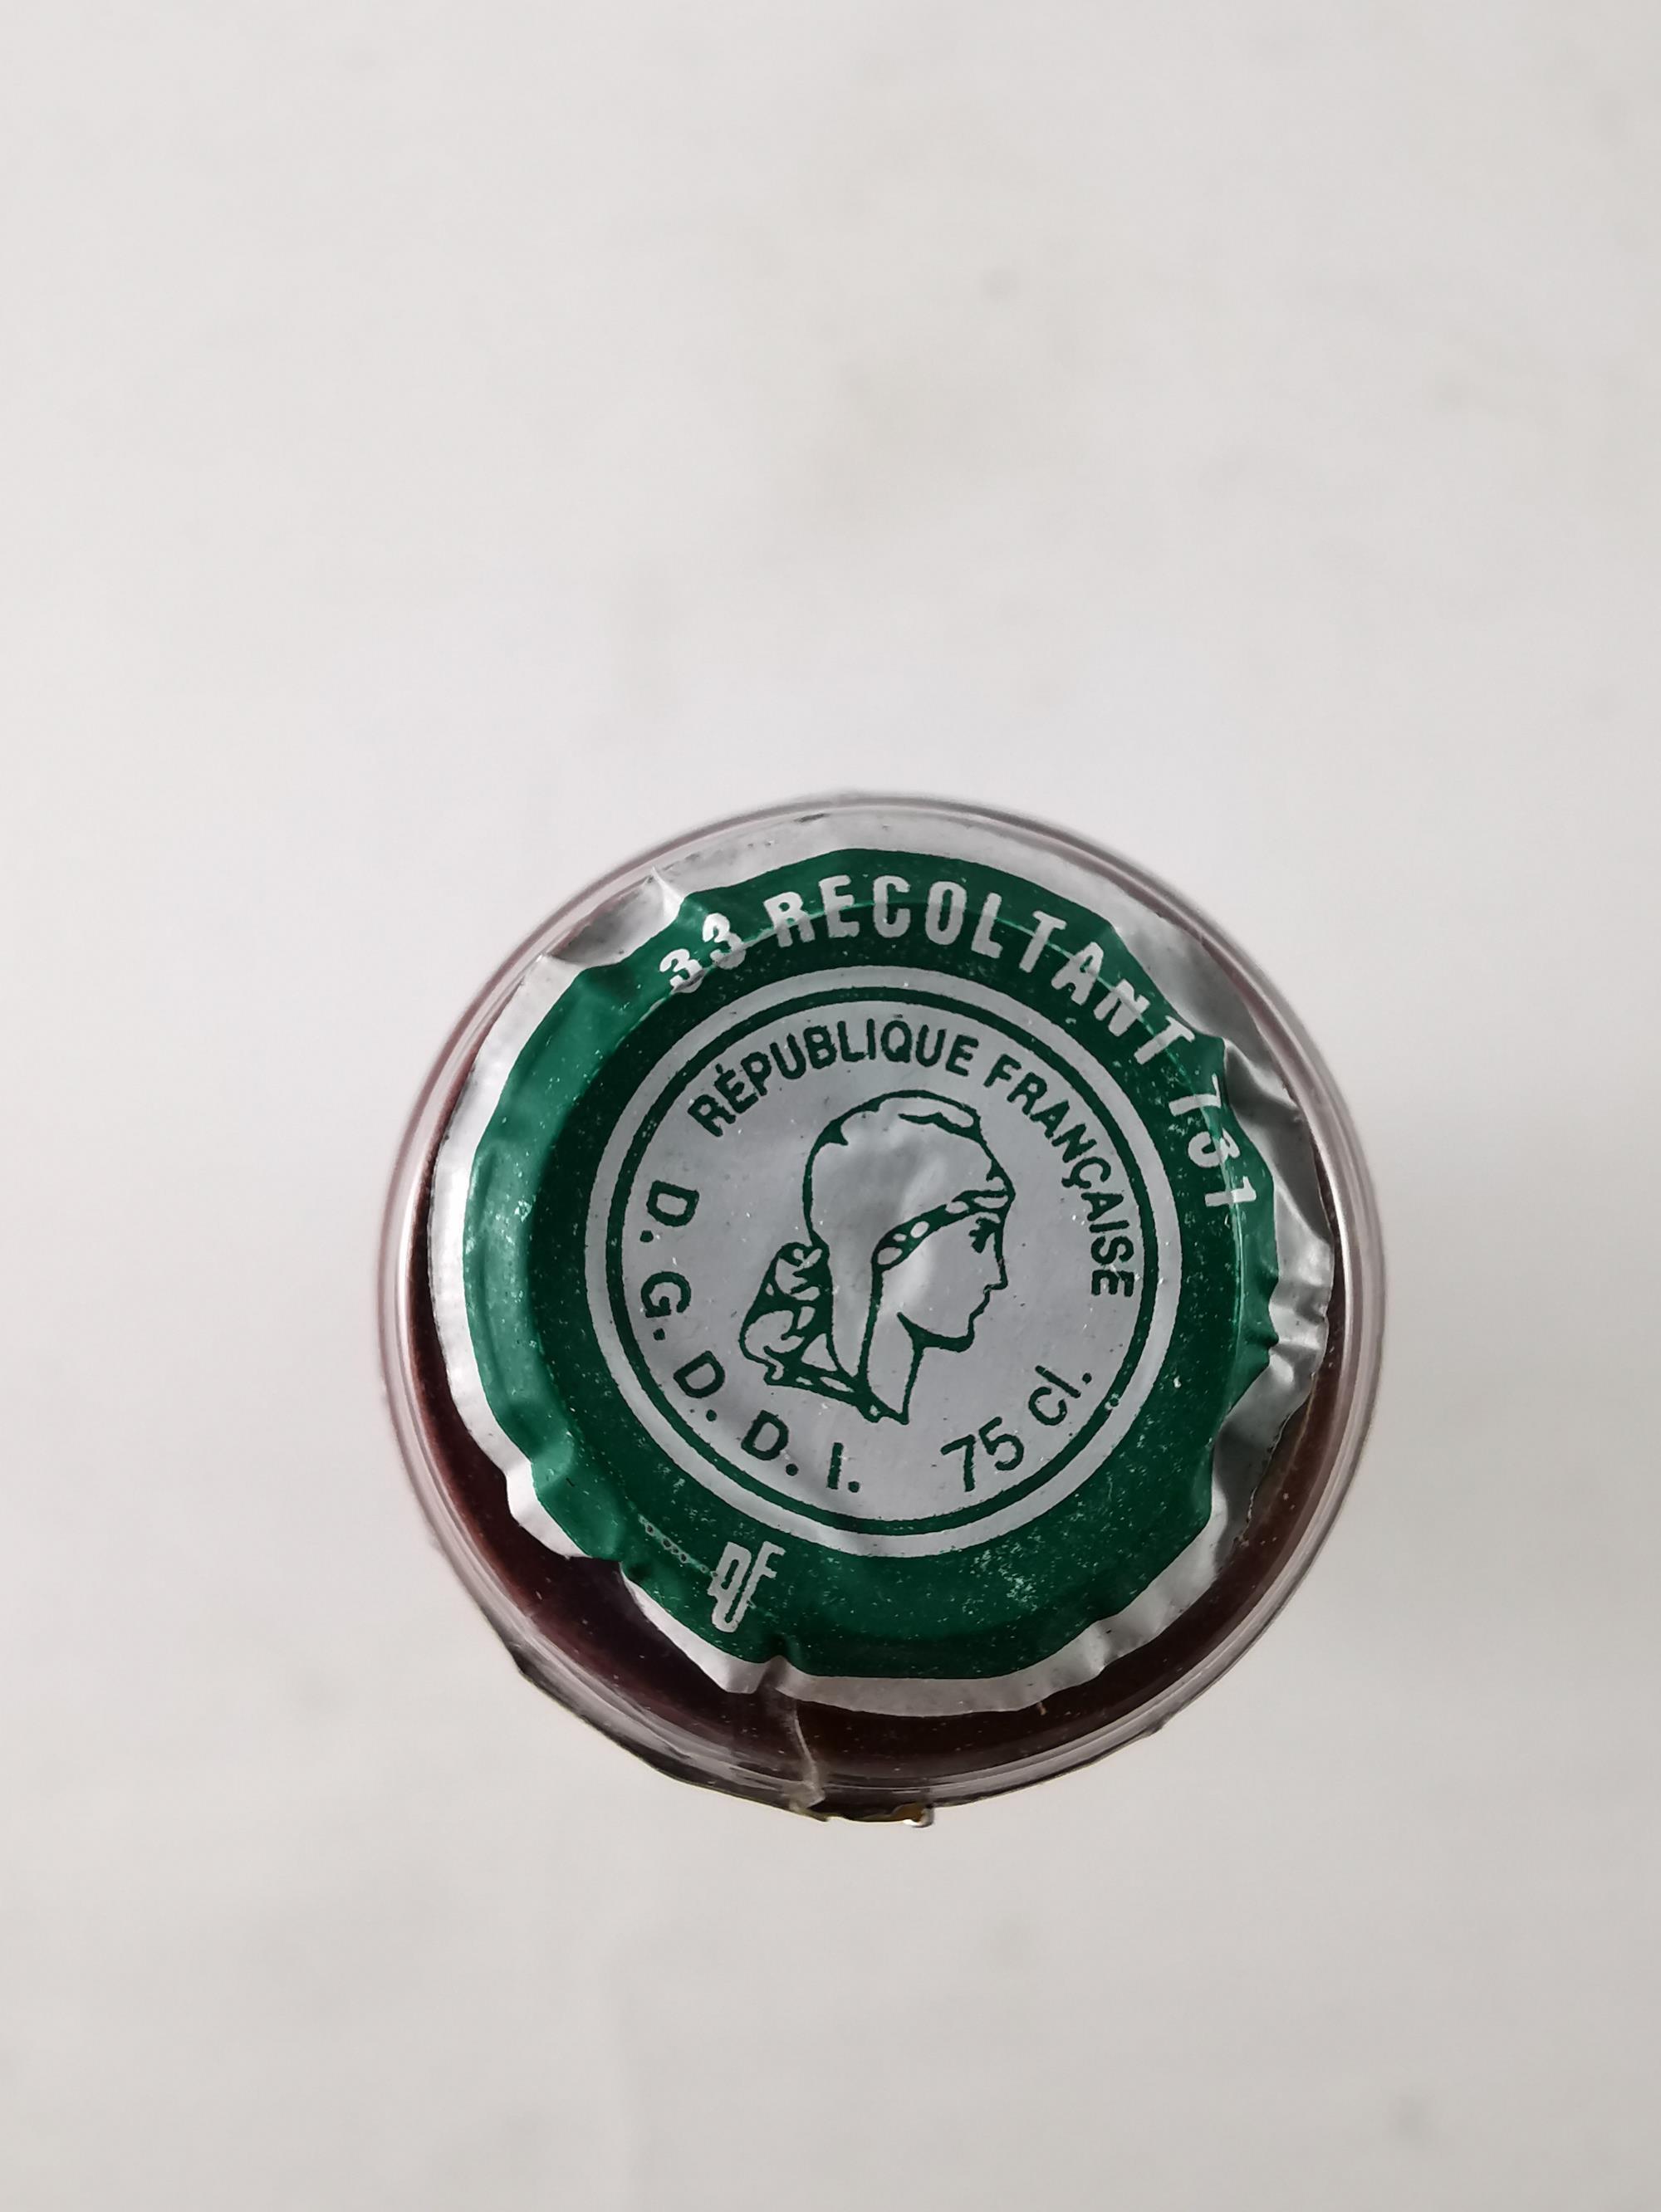 33 RECOLTANT 731
RÉPUBLIQUE FRANÇAISE
D. G. D. D. I.
75 cl.